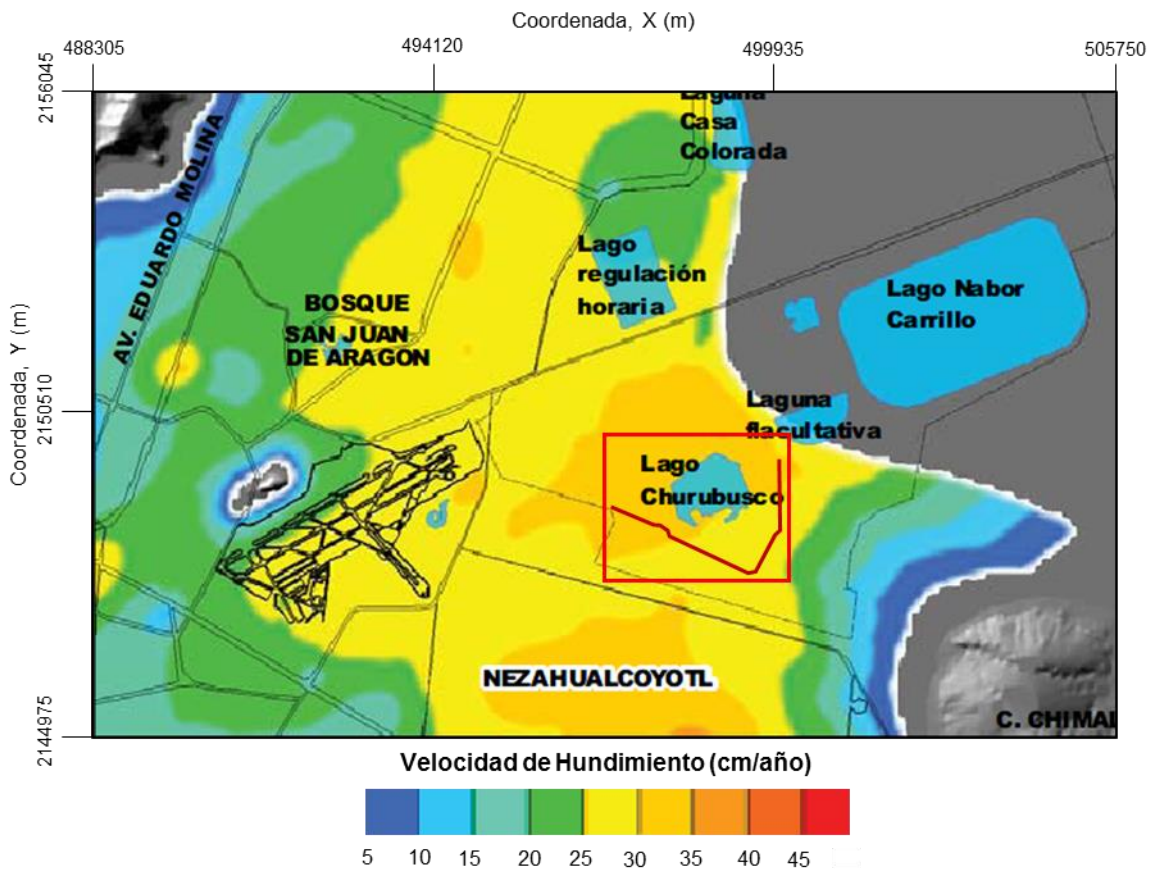 Coordenada, X (m)
488305
494120
499935
505750
Coordenada, Y (m)
2156045
2150510
2144975
Laguna
Casa
Colorada
AV. EDUARDO MOLINA
Lago
regulación
horaria
BOSQUE
SAN JUAN
DE ARAGON
Lago Nabor
Carrillo
Laguna
flacultativa
Lago
Churubusco
NEZAHUALCOYOTL
C. CHIMAL
Velocidad de Hundimiento (cm/año)
5 10 15 20 25 30 35 40 45